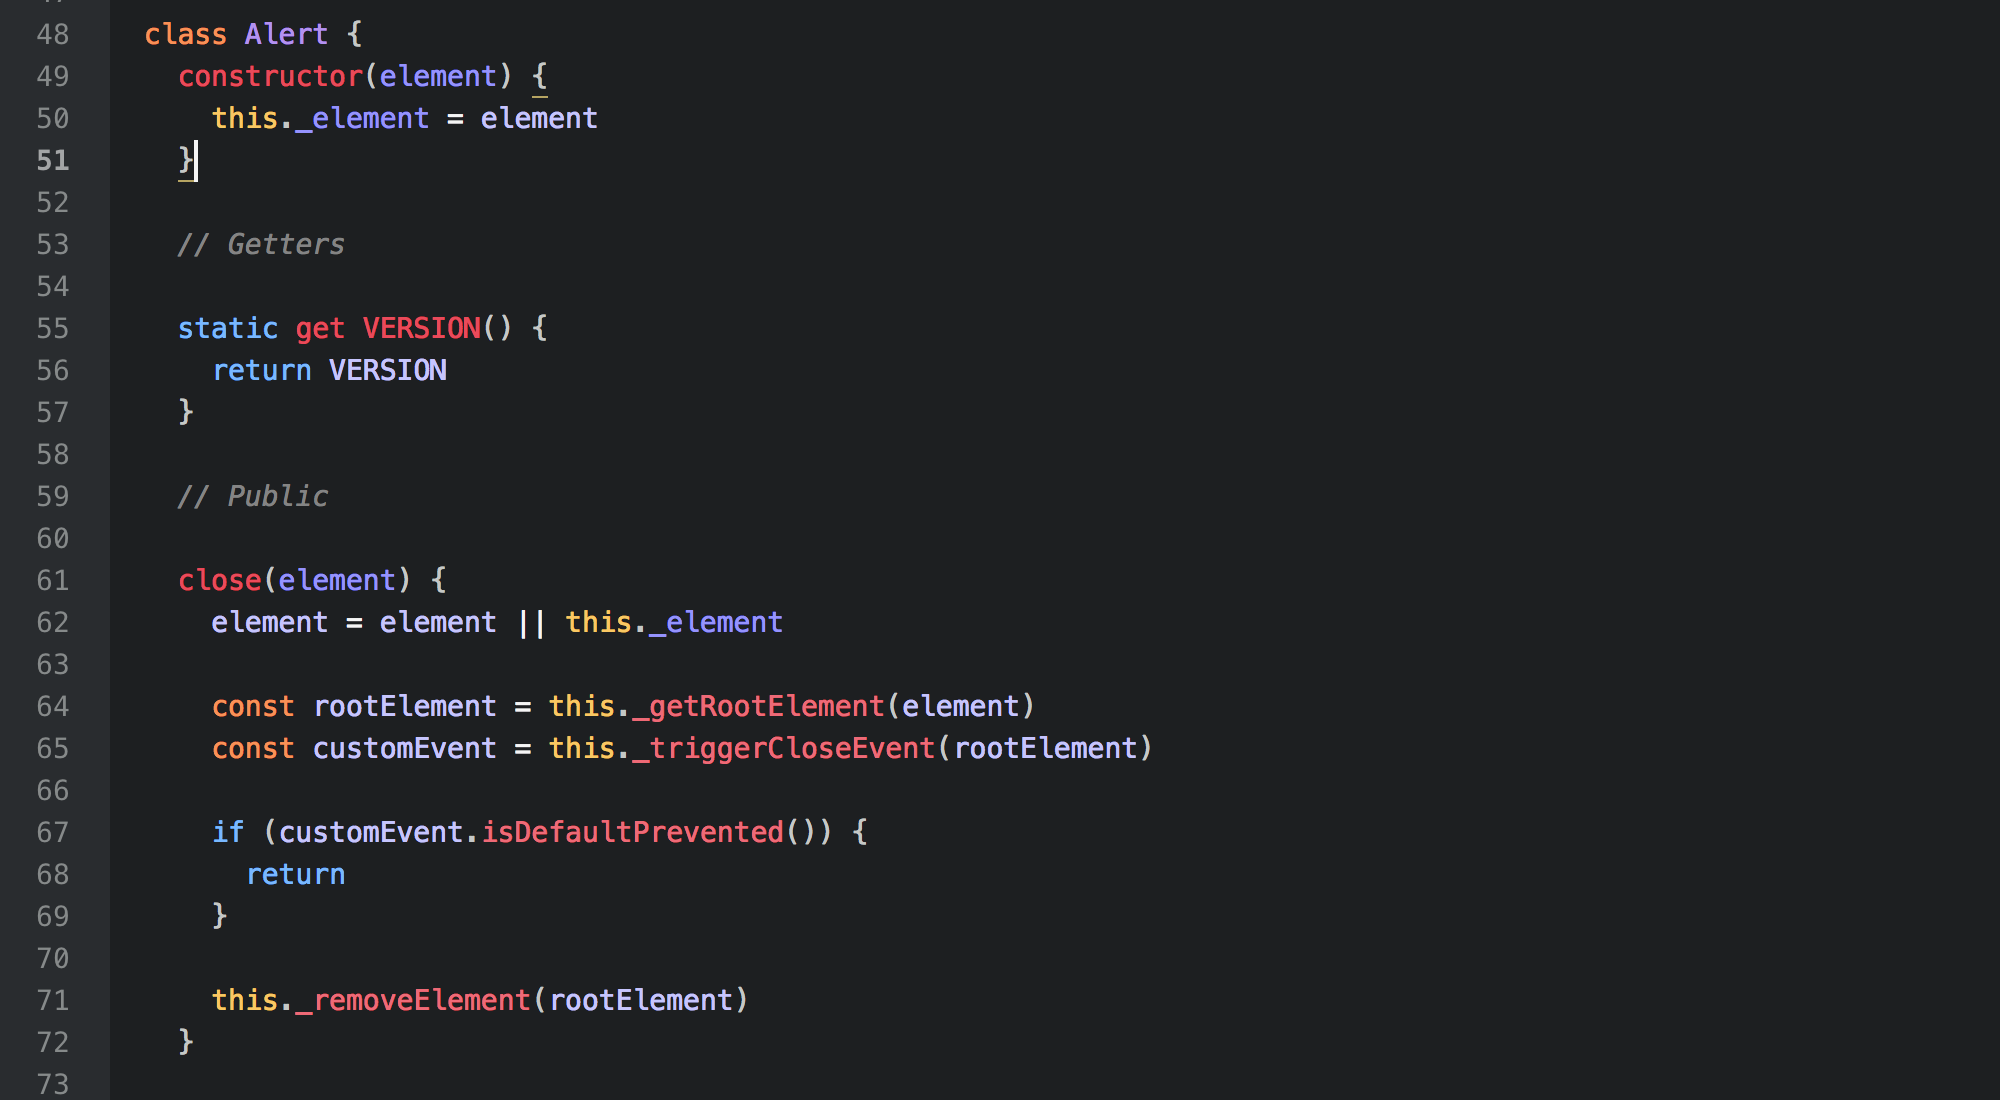 48 class Alert {
49 constructor(element) {
50 this._element = element
51 }
52
53 // Getters
54
55 static get VERSION() {
56 return VERSION
57 }
58
59 // Public
60
61 close(element) {
62 element = element || this._element
63
64 const rootElement = this._getRootElement(element)
65 const customEvent = this._triggerCloseEvent(rootElement)
66
67 if (customEvent.isDefaultPrevented()) {
68 return
69 }
70
71 this._removeElement(rootElement)
72 }
73